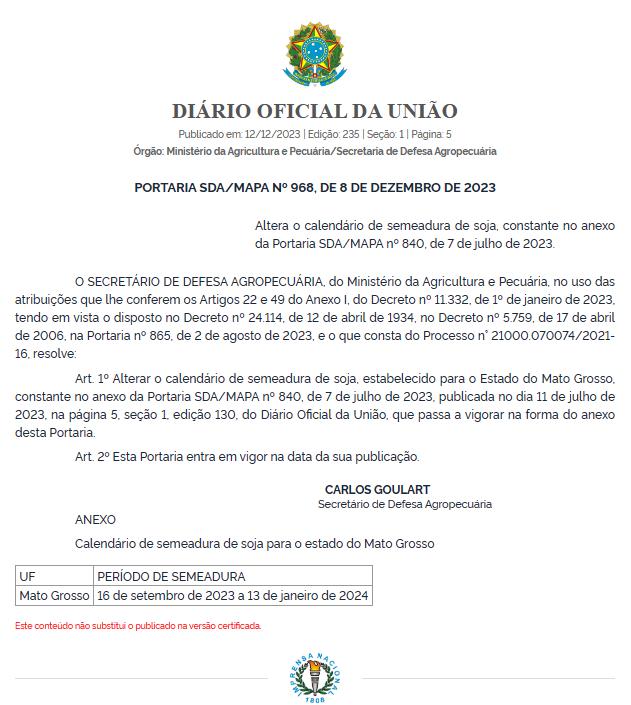 DIÁRIO OFICIAL DA UNIÃO
Publicado em: 12/12/2023 | Edição: 235 | Seção: 1 | Página: 5
Órgão: Ministério da Agricultura e Pecuária/Secretaria de Defesa Agropecuária
PORTARIA SDA/MAPA Nº 968, DE 8 DE DEZEMBRO DE 2023
Altera o calendário de semeadura de soja, constante no anexo
da Portaria SDA/MAPA nº 840, de 7 de julho de 2023.
O SECRETÁRIO DE DEFESA AGROPECUÁRIA, do Ministério da Agricultura e Pecuária, no uso das
atribuições que lhe conferem os Artigos 22 e 49 do Anexo I, do Decreto nº 11.332, de 1º de janeiro de 2023,
tendo em vista o disposto no Decreto nº 24.114, de 12 de abril de 1934, no Decreto nº 5.759, de 17 de abril
de 2006, na Portaria nº 865, de 2 de agosto de 2023, e o que consta do Processo n° 21000.070074/2021-
16, resolve:
Art. 1º Alterar o calendário de semeadura de soja, estabelecido para o Estado do Mato Grosso,
constante no anexo da Portaria SDA/MAPA nº 840, de 7 de julho de 2023, publicada no dia 11 de julho de
2023, na página 5, seção 1, edição 130, do Diário Oficial da União, que passa a vigorar na forma do anexo
desta Portaria.
Art. 2º Esta Portaria entra em vigor na data da sua publicação.
CARLOS GOULART
Secretário de Defesa Agropecuária
ANEXO
Calendário de semeadura de soja para o estado do Mato Grosso
UF PERÍODO DE SEMEADURA
Mato Grosso 16 de setembro de 2023 a 13 de janeiro de 2024
Este conteúdo não substitui o publicado na versão certificada.
IMPRENSA NACIONAL
1808